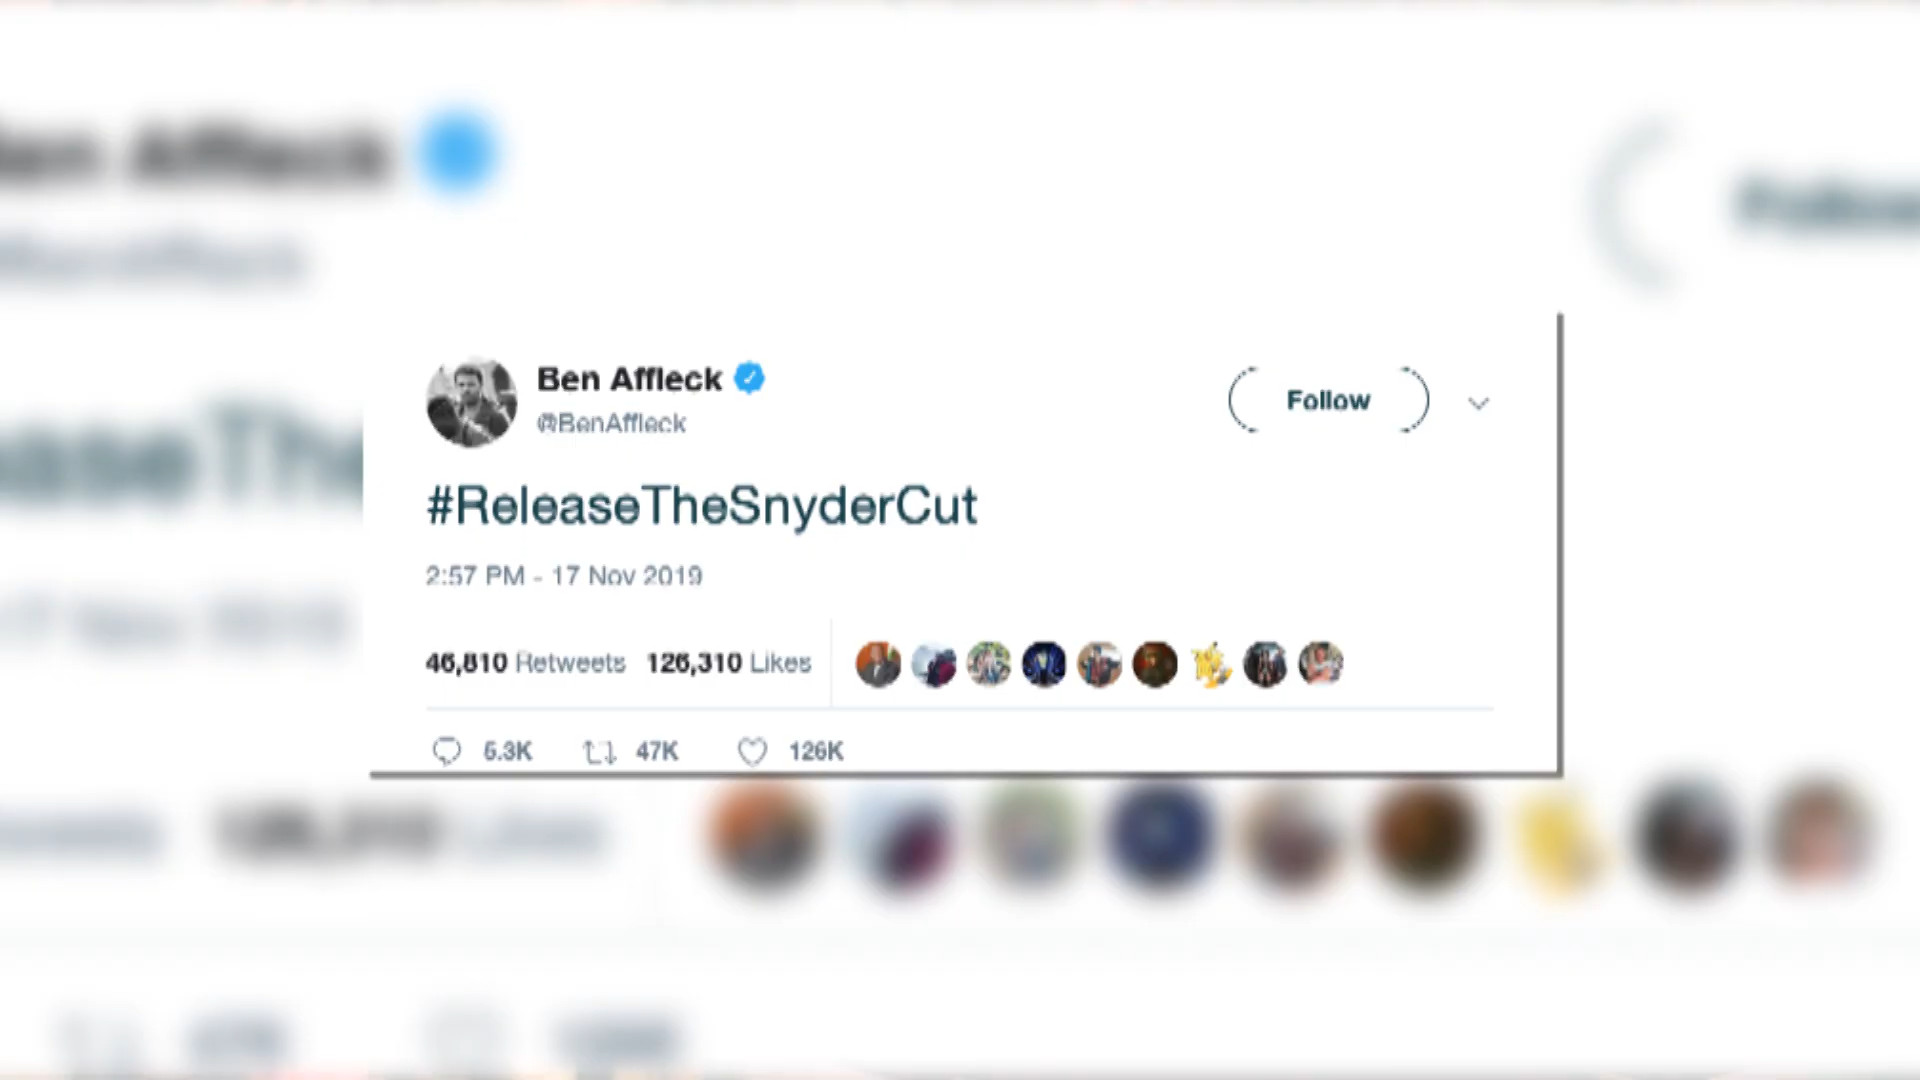 Ben Affleck
@BenAffleck
Follow
#ReleaseTheSnyderCut
2:57 PM - 17 Nov 2019
46,810 Retweets 126,310 Likes
5.3K 47K 126K